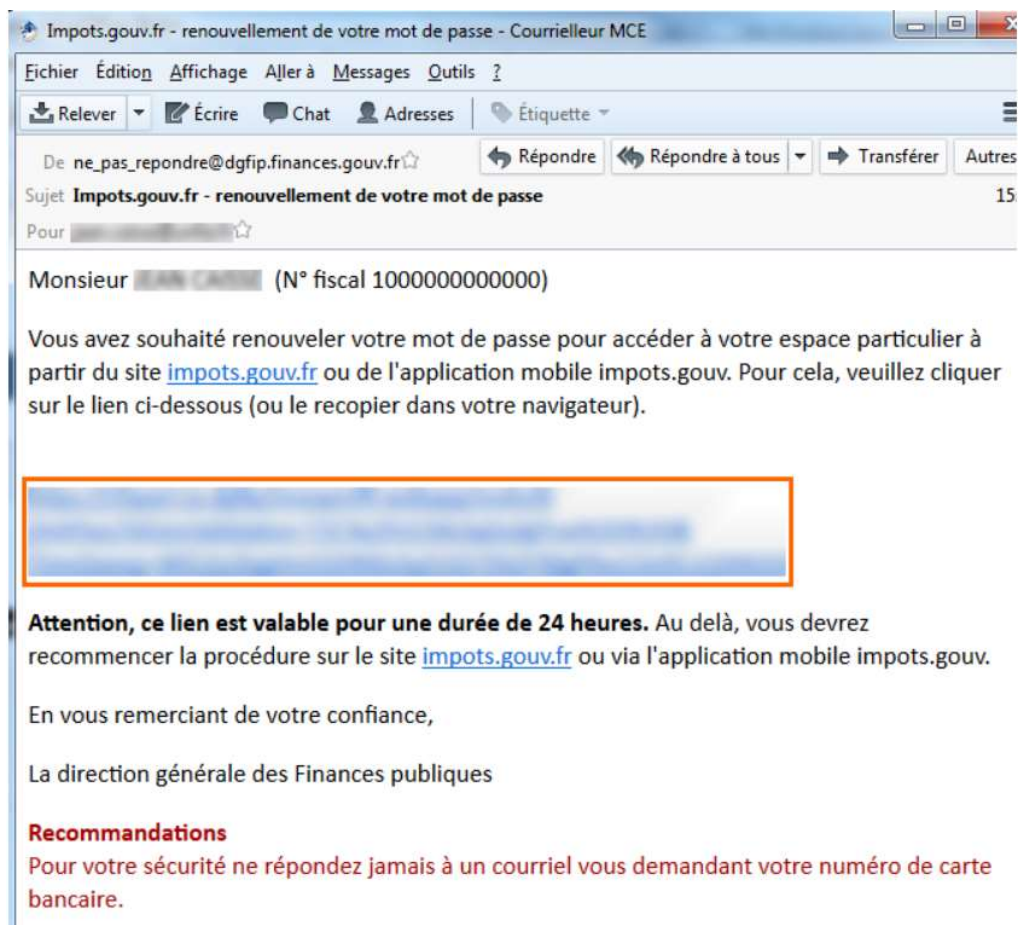 Impots.gouv.fr - renouvellement de votre mot de passe - Courrielleur MCE
Fichier Édition Affichage Aller à Messages Outils ?
Relever Écrire Chat Adresses Étiquette
De ne_pas_repondre@dgfip.finances.gouv.fr Répondre Répondre à tous Transférer Autres
Sujet Impots.gouv.fr - renouvellement de votre mot de passe 15:
Pour
Monsieur (N° fiscal 1000000000000)
Vous avez souhaité renouveler votre mot de passe pour accéder à votre espace particulier à
partir du site impots.gouv.fr ou de l'application mobile impots.gouv. Pour cela, veuillez cliquer
sur le lien ci-dessous (ou le recopier dans votre navigateur).
Attention, ce lien est valable pour une durée de 24 heures. Au delà, vous devrez
recommencer la procédure sur le site impots.gouv.fr ou via l'application mobile impots.gouv.
En vous remerciant de votre confiance,
La direction générale des Finances publiques
Recommandations
Pour votre sécurité ne répondez jamais à un courriel vous demandant votre numéro de carte
bancaire.